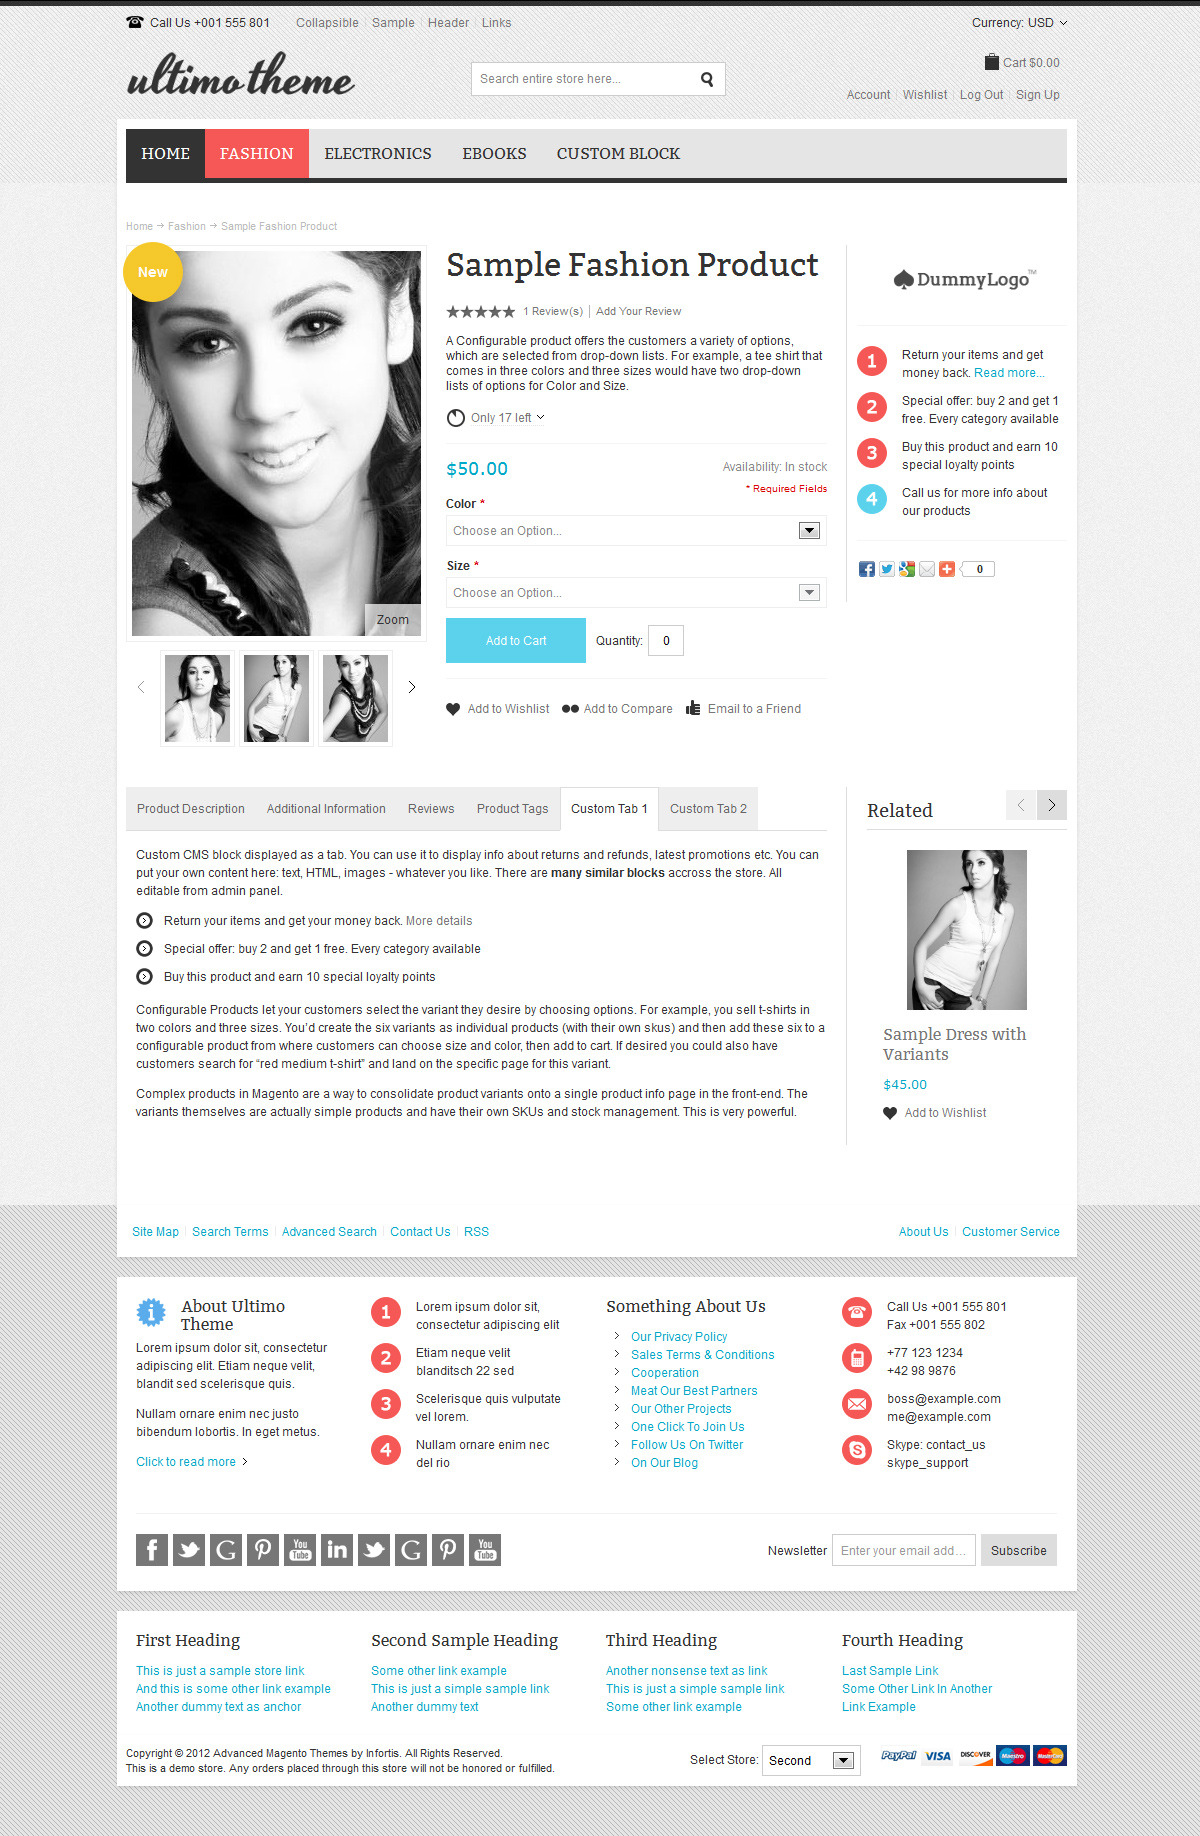 Call Us +001 555 801 Collapsible Sample Header Links Currency: USD
ultimo theme
Search entire store here...
Cart $0.00
Account Wishlist Log Out Sign Up
HOME FASHION ELECTRONICS EBOOKS CUSTOM BLOCK
Home → Fashion → Sample Fashion Product
New
Zoom
Sample Fashion Product
1 Review(s) | Add Your Review
A Configurable product offers the customers a variety of options,
which are selected from drop-down lists. For example, a tee shirt that
comes in three colors and three sizes would have two drop-down
lists of options for Color and Size.
Only 17 left
$50.00
Availability: In stock
* Required Fields
Color *
Choose an Option...
Size *
Choose an Option...
Add to Cart Quantity: 0
Add to Wishlist Add to Compare Email to a Friend
DummyLogo™
1 Return your items and get
money back. Read more...
2 Special offer: buy 2 and get 1
free. Every category available
3 Buy this product and earn 10
special loyalty points
4 Call us for more info about
our products
0
Product Description Additional Information Reviews Product Tags Custom Tab 1 Custom Tab 2
Custom CMS block displayed as a tab. You can use it to display info about returns and refunds, latest promotions etc. You can
put your own content here: text, HTML, images - whatever you like. There are many similar blocks accross the store. All
editable from admin panel.
Return your items and get your money back. More details
Special offer: buy 2 and get 1 free. Every category available
Buy this product and earn 10 special loyalty points
Configurable Products let your customers select the variant they desire by choosing options. For example, you sell t-shirts in
two colors and three sizes. You'd create the six variants as individual products (with their own skus) and then add these six to a
configurable product from where customers can choose size and color, then add to cart. If desired you could also have
customers search for “red medium t-shirt” and land on the specific page for this variant.
Complex products in Magento are a way to consolidate product variants onto a single product info page in the front-end. The
variants themselves are actually simple products and have their own SKUs and stock management. This is very powerful.
Related
Sample Dress with
Variants
$45.00
Add to Wishlist
Site Map Search Terms Advanced Search Contact Us RSS About Us Customer Service
About Ultimo
Theme
Lorem ipsum dolor sit, consectetur
adipiscing elit. Etiam neque velit,
blandit sed scelerisque quis.
Nullam ornare enim nec justo
bibendum lobortis. In eget metus.
Click to read more
1 Lorem ipsum dolor sit,
consectetur adipiscing elit
2 Etiam neque velit
blanditsch 22 sed
3 Scelerisque quis vulputate
vel lorem.
4 Nullam ornare enim nec
del rio
Something About Us
Our Privacy Policy
Sales Terms & Conditions
Cooperation
Meat Our Best Partners
Our Other Projects
One Click To Join Us
Follow Us On Twitter
On Our Blog
Call Us +001 555 801
Fax +001 555 802
+77 123 1234
+42 98 9876
boss@example.com
me@example.com
Skype: contact_us
skype_support
You Tube in You Tube
Newsletter Enter your email add... Subscribe
First Heading
This is just a sample store link
And this is some other link example
Another dummy text as anchor
Second Sample Heading
Some other link example
This is just a simple sample link
Another dummy text
Third Heading
Another nonsense text as link
This is just a simple sample link
Some other link example
Fourth Heading
Last Sample Link
Some Other Link In Another
Link Example
Copyright © 2012 Advanced Magento Themes by Infortis. All Rights Reserved.
This is a demo store. Any orders placed through this store will not be honored or fulfilled.
Select Store: Second
PayPal VISA DISCOVER Maestro MasterCard